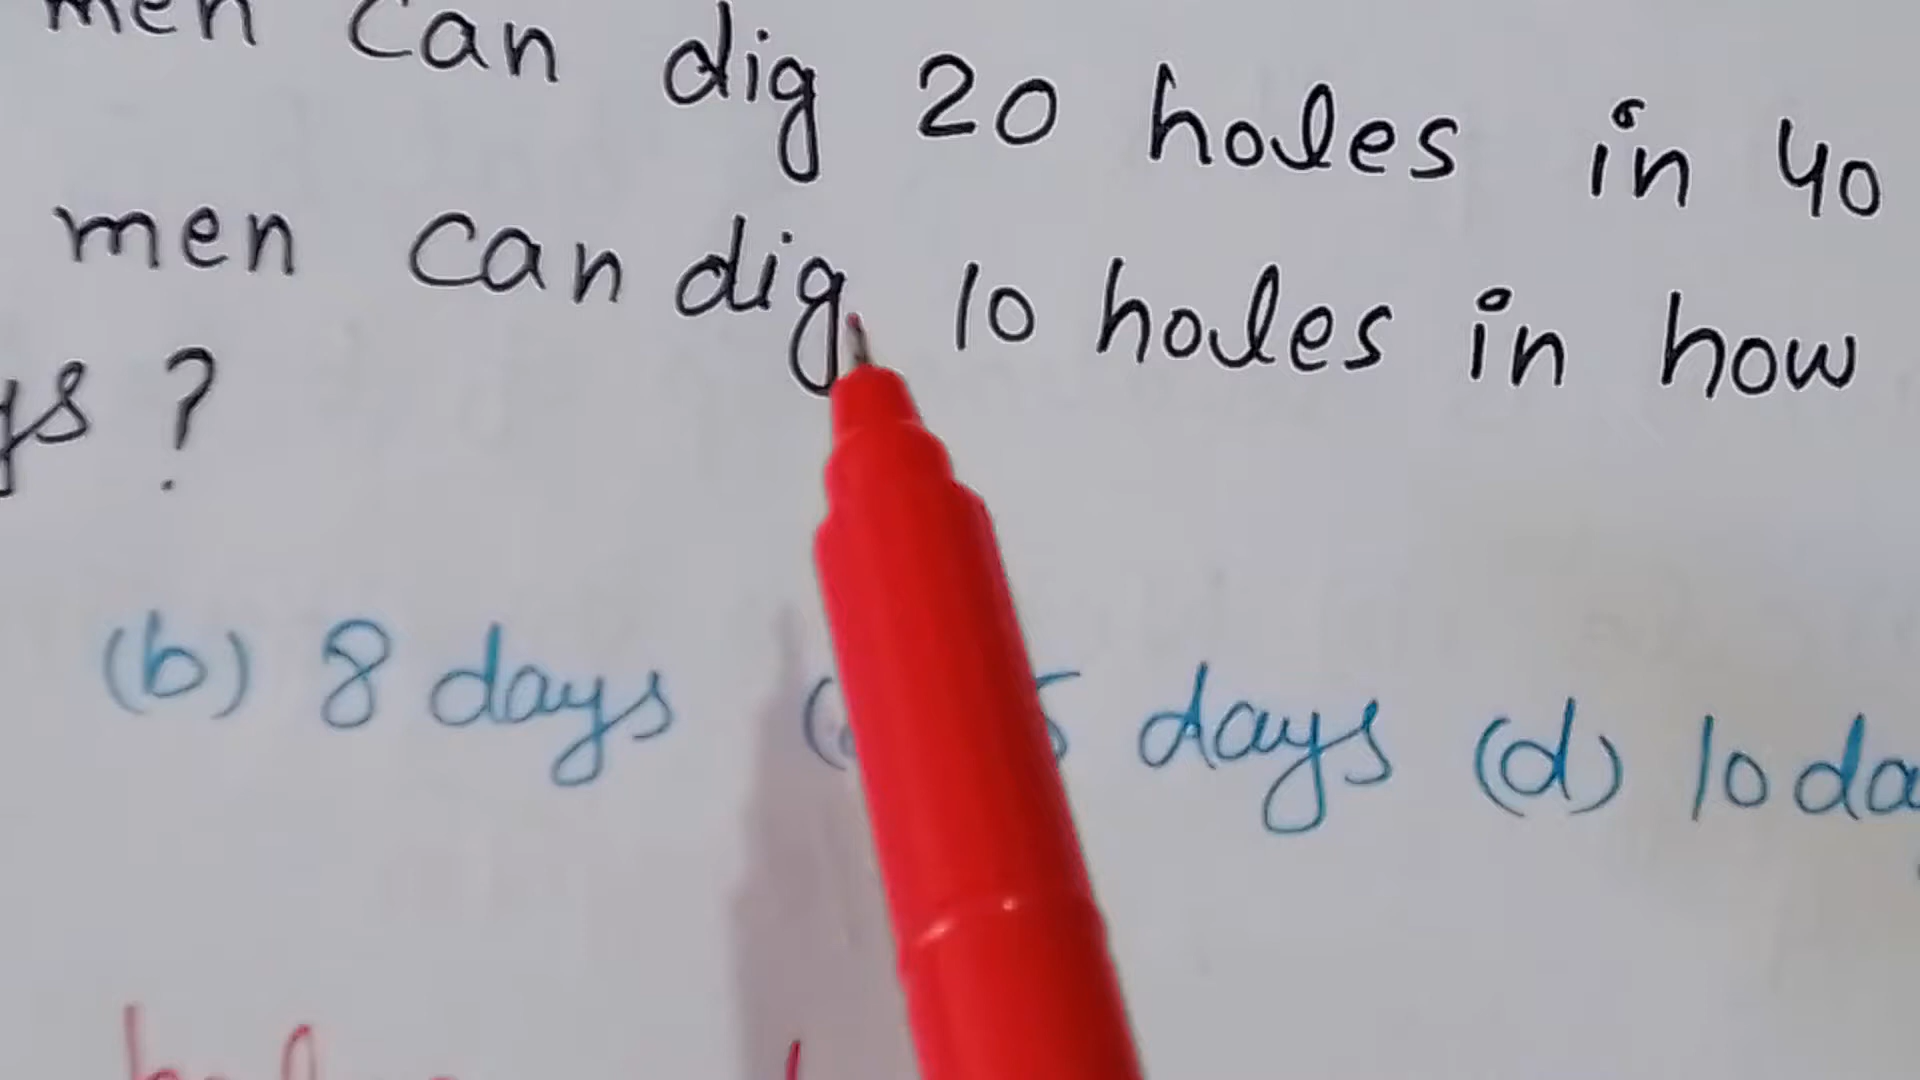 men can dig 20 holes in 40
men can dig 10 holes in how
ys ?
(b) 8 days ( 5 days (d) 10 da